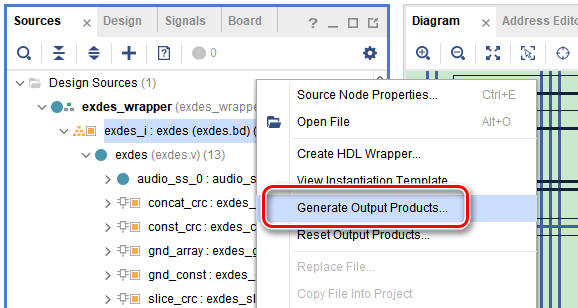 Sources Design Signals Board
0
Design Sources (1)
exdes_wrapper (exdes_wrappe
exdes_i : exdes (exdes.bd) (
exdes (exdes.v) (13)
audio_ss_0 : audio_s
concat_crc : exdes_
const_crc : exdes_c
gnd_array : exdes_g
gnd_const : exdes_g
slice_crc : exdes_sl
Source Node Properties... Ctrl+E
Open File Alt+O
Create HDL Wrapper...
View Instantiation Template
Generate Output Products...
Reset Output Products...
Replace File...
Copy File Into Project
Diagram Address Edito